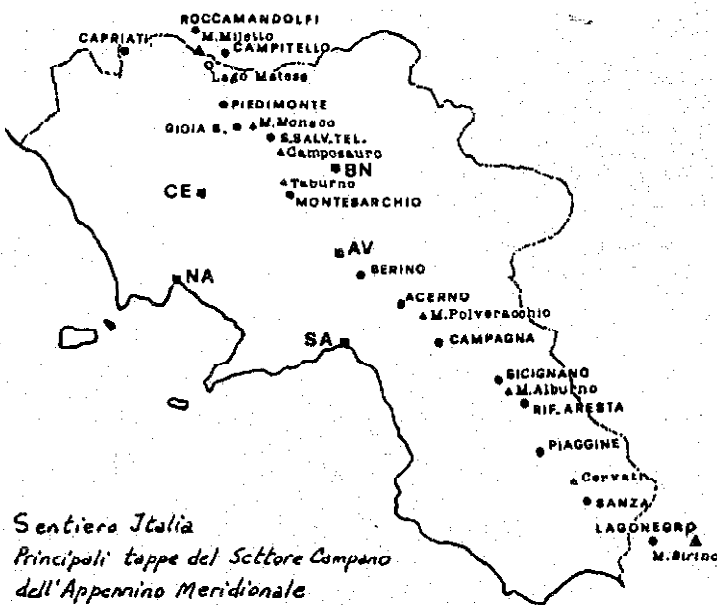 ROCCAMANDOLFI
CAPRIATI
M.Miletto
CAMPITELLO
Lago Matese
PIEDIMONTE
GIOIA S.
M.Monaco
S.SALV.TEL.
Camposauro
BN
Taburno
CE
MONTESARCHIO
AV
NA
SERINO
ACERNO
M.Polveracchio
SA
CAMPAGNA
SICIGNANO
M.Alburno
RIF.ARESTA
PIAGGINE
Cervati
SANZA
LAGONEGRO
M.Sirino
Sentiero Italia
Principali tappe del Settore Campano
dell'Appennino Meridionale